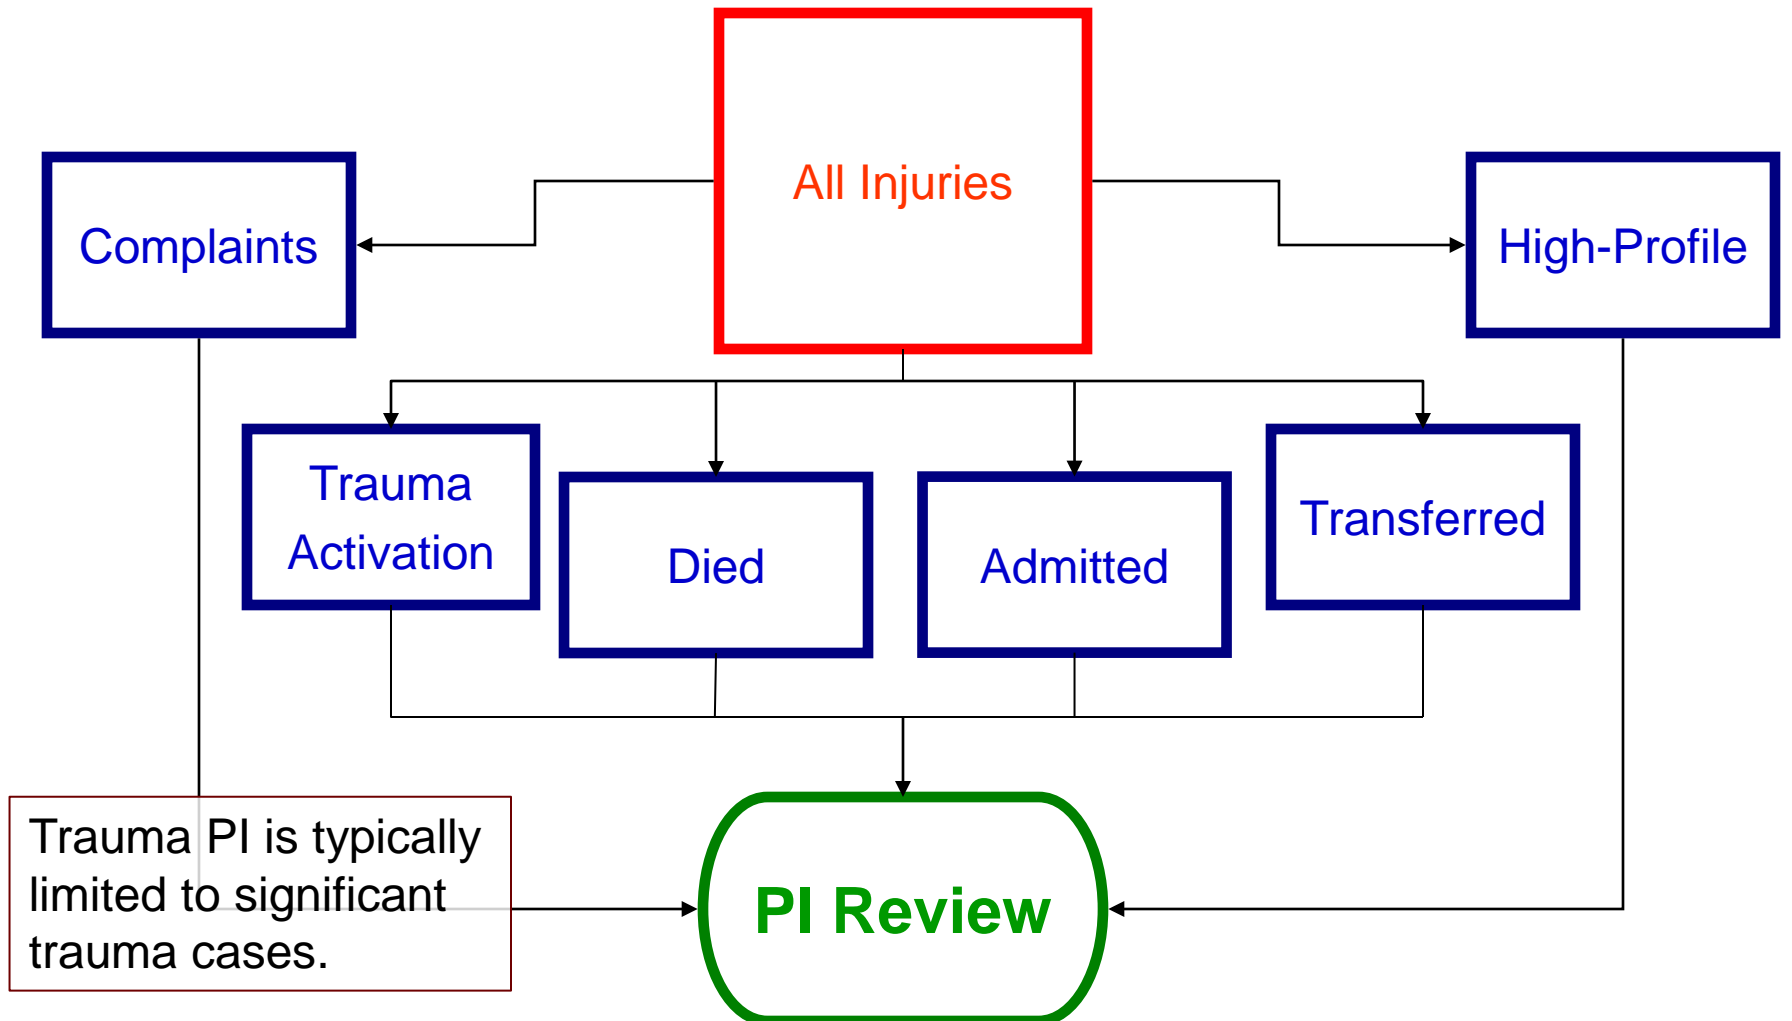 All Injuries
Complaints
High-Profile
Trauma
Activation
Died
Admitted
Transferred
Trauma PI is typically
limited to significant
trauma cases.
PI Review